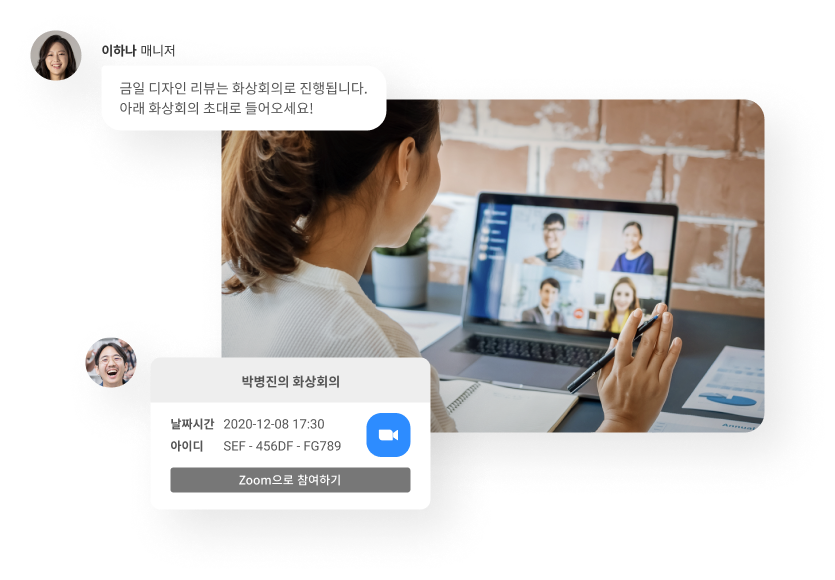 이하나 매니저
금일 디자인 리뷰는 화상회의로 진행됩니다.
아래 화상회의 초대로 들어오세요!
박병진의 화상회의
날짜시간 2020-12-08 17:30
아이디 SEF - 456DF - FG789
Zoom으로 참여하기
Annual